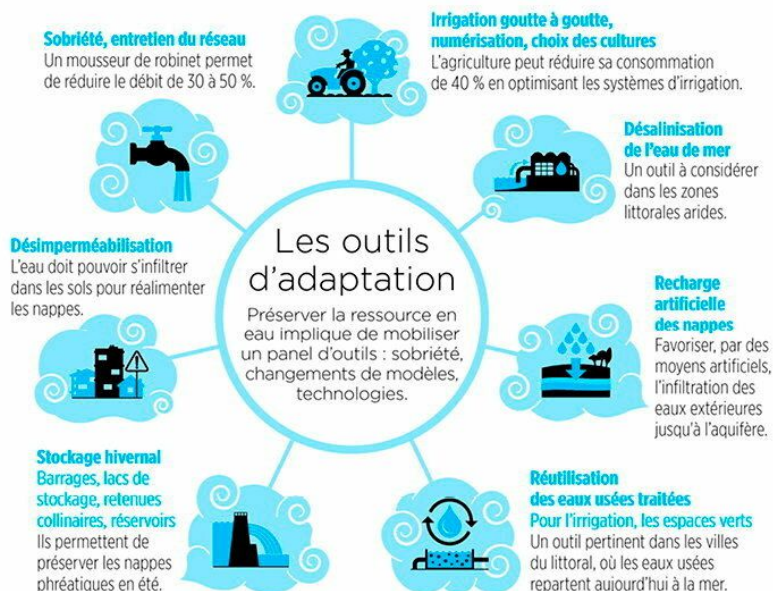 Sobriété, entretien du réseau
Un mousseur de robinet permet
de réduire le débit de 30 à 50 %.
Irrigation goutte à goutte,
numérisation, choix des cultures
L'agriculture peut réduire sa consommation
de 40 % en optimisant les systèmes d'irrigation.
Désalinisation
de l'eau de mer
Un outil à considérer
dans les zones
littorales arides.
Désimperméabilisation
L'eau doit pouvoir s'infiltrer
dans les sols pour réalimenter
les nappes.
Les outils
d'adaptation
Préserver la ressource en
eau implique de mobiliser
un panel d'outils : sobriété,
changements de modèles,
technologies.
Recharge
artificielle
des nappes
Favoriser, par des
moyens artificiels,
l'infiltration des
eaux extérieures
jusqu'à l'aquifère.
Stockage hivernal
Barrages, lacs de
stockage, retenues
collinaires, réservoirs
Ils permettent de
préserver les nappes
phréatiques en été.
Réutilisation
des eaux usées traitées
Pour l'irrigation, les espaces verts
Un outil pertinent dans les villes
du littoral, où les eaux usées
repartent aujourd'hui à la mer.